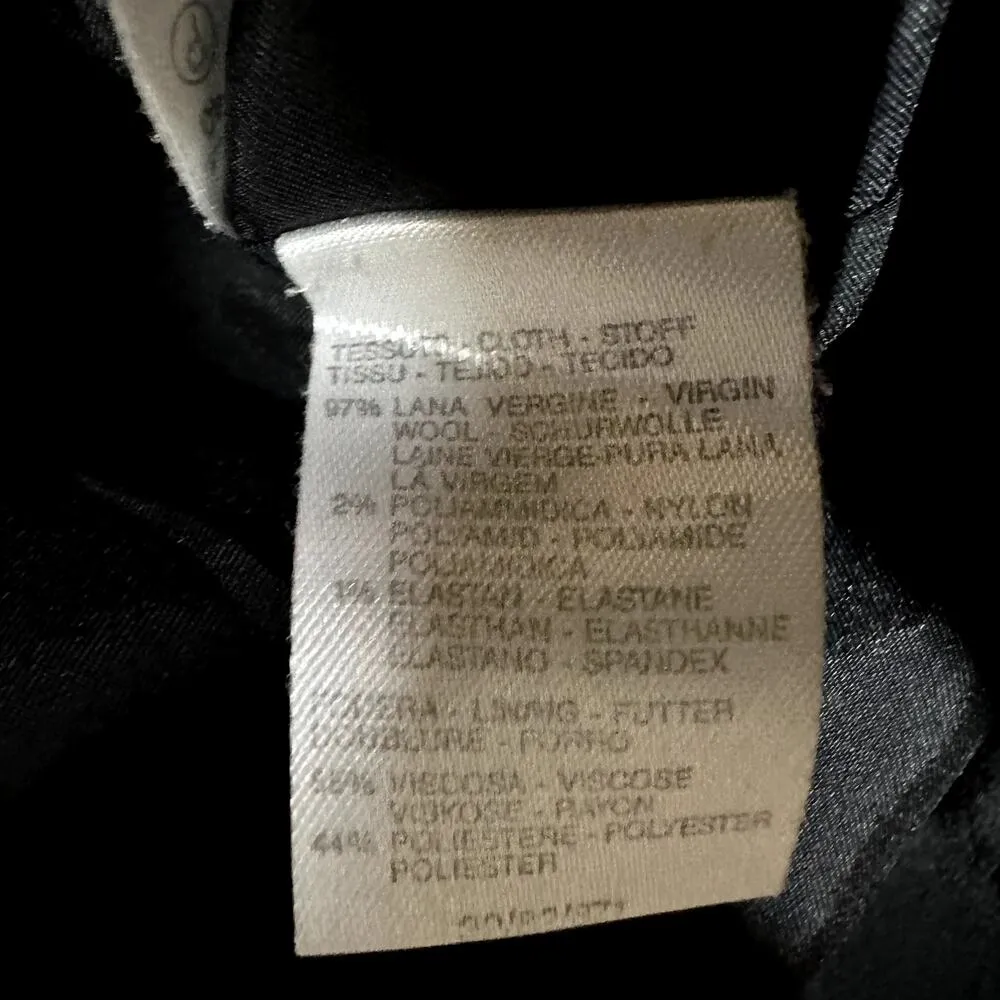 TESSUTO - CLOTH - STOFF
TISSU - TEJIDO - TECIDO
97% LANA VERGINE - VIRGIN
WOOL - SCHURWOLLE
LAINE VIERGE-PURA LANA
LA VIRGEM
2% POLIAMMIDICA - NYLON
POLYAMID - POLYAMIDE
POLIAMIDICA
1% ELASTAN - ELASTANE
ELASTHAN - ELASTHANNE
ELASTANO - SPANDEX
FODERA - LINING - FUTTER
DOUBLURE - FORRO
VISCOSA - VISCOSE
VISKOSE - RAYON
44% POLIESTERE - POLYESTER
POLIESTER